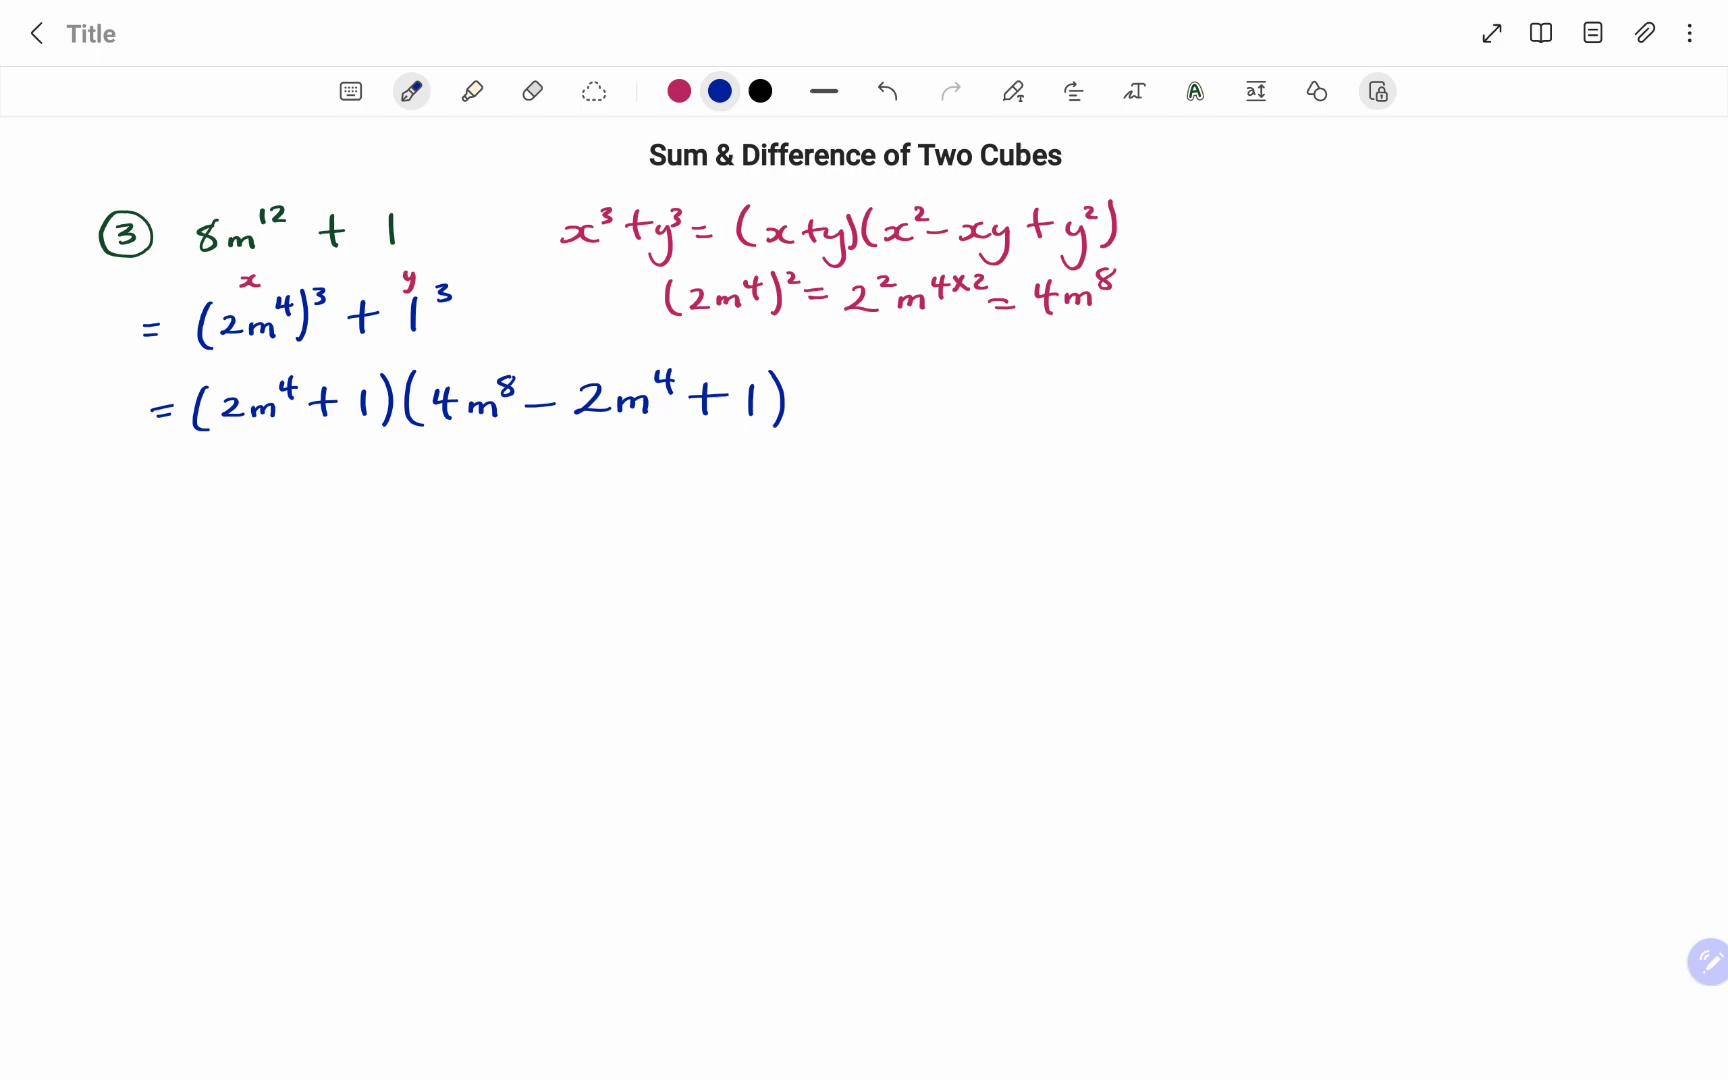 Title
Sum & Difference of Two Cubes
③ 8m¹² + 1
x³ + y³ = (x + y)(x² - xy + y²)
x y
= (2m⁴)³ + 1³
(2m⁴)² = 2²m⁴ˣ² = 4m⁸
= (2m⁴ + 1)(4m⁸ - 2m⁴ + 1)